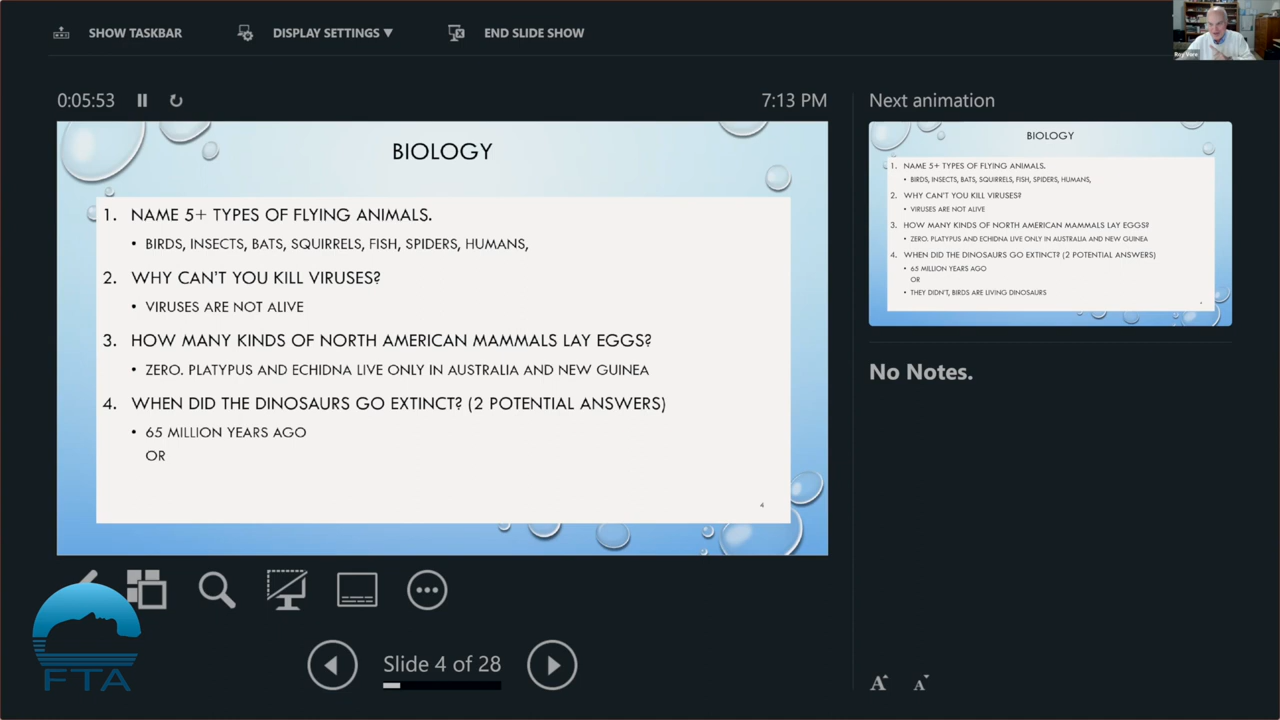 SHOW TASKBAR
DISPLAY SETTINGS ▼
END SLIDE SHOW
0:05:53
7:13 PM
BIOLOGY
1. NAME 5+ TYPES OF FLYING ANIMALS.
• BIRDS, INSECTS, BATS, SQUIRRELS, FISH, SPIDERS, HUMANS,
2. WHY CAN'T YOU KILL VIRUSES?
• VIRUSES ARE NOT ALIVE
3. HOW MANY KINDS OF NORTH AMERICAN MAMMALS LAY EGGS?
• ZERO. PLATYPUS AND ECHIDNA LIVE ONLY IN AUSTRALIA AND NEW GUINEA
4. WHEN DID THE DINOSAURS GO EXTINCT? (2 POTENTIAL ANSWERS)
• 65 MILLION YEARS AGO
OR
4
Next animation
BIOLOGY
1. NAME 5+ TYPES OF FLYING ANIMALS.
• BIRDS, INSECTS, BATS, SQUIRRELS, FISH, SPIDERS, HUMANS,
2. WHY CAN'T YOU KILL VIRUSES?
• VIRUSES ARE NOT ALIVE
3. HOW MANY KINDS OF NORTH AMERICAN MAMMALS LAY EGGS?
• ZERO. PLATYPUS AND ECHIDNA LIVE ONLY IN AUSTRALIA AND NEW GUINEA
4. WHEN DID THE DINOSAURS GO EXTINCT? (2 POTENTIAL ANSWERS)
• 65 MILLION YEARS AGO
OR
• THEY DIDN'T, BIRDS ARE LIVING DINOSAURS
4
No Notes.
Slide 4 of 28
FTA
A A